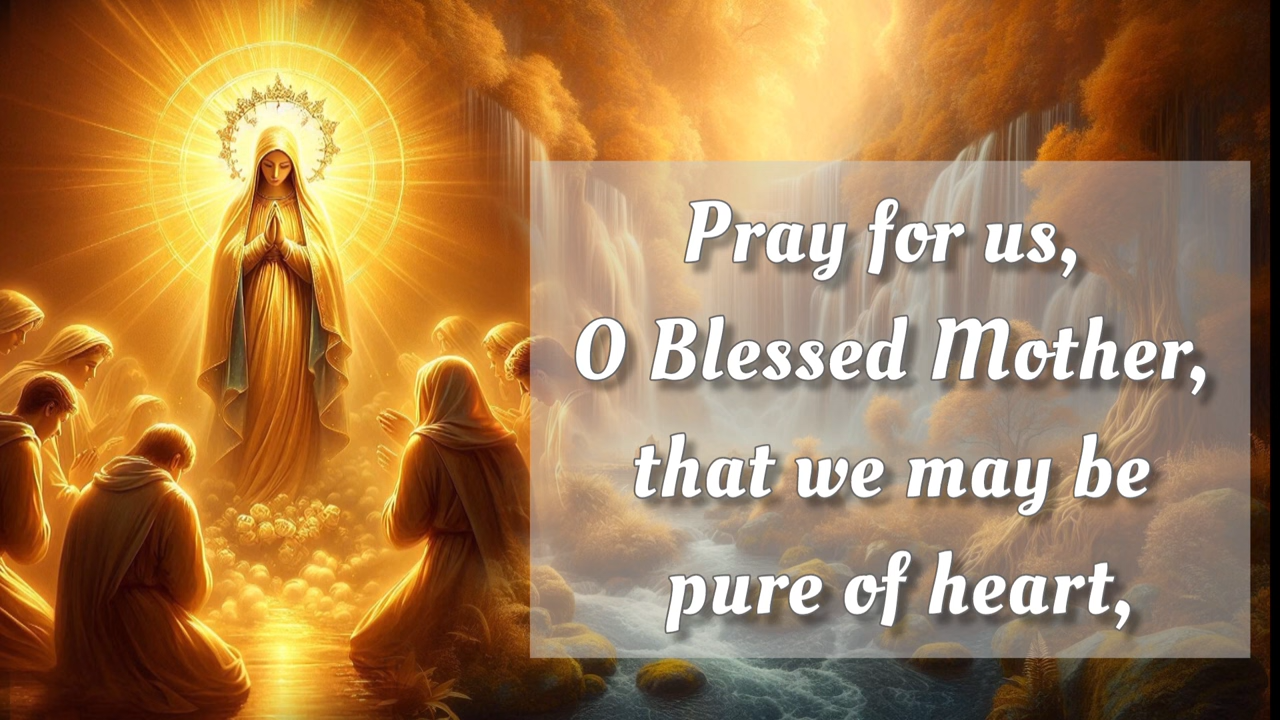 Pray for us,
O Blessed Mother,
that we may be
pure of heart,